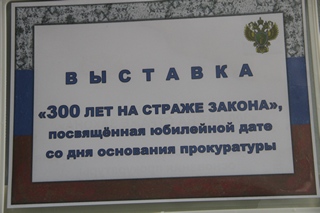 ВЫСТАВКА
«300 ЛЕТ НА СТРАЖЕ ЗАКОНА»,
посвящённая юбилейной дате
со дня основания прокуратуры